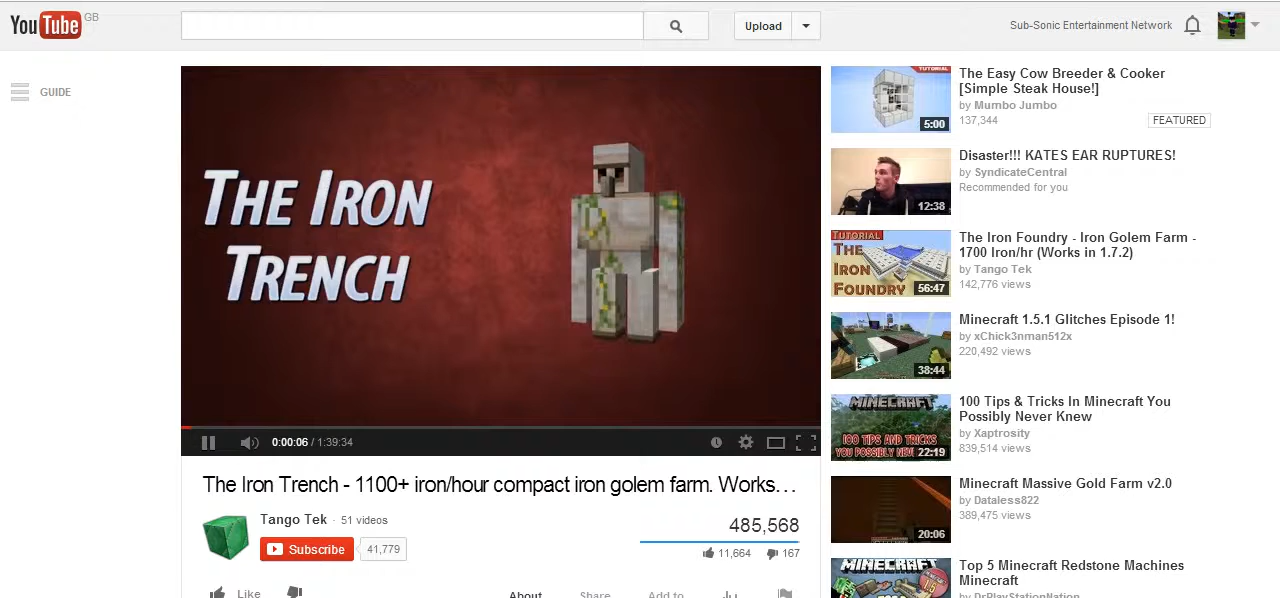 YouTube GB
Upload
Sub-Sonic Entertainment Network
GUIDE
THE IRON
TRENCH
0:00:06 / 1:39:34
The Iron Trench - 1100+ iron/hour compact iron golem farm. Works…
Tango Tek · 51 videos
Subscribe 41,779
485,568
11,664 167
Like About Share Add to
TUTORIAL
5:00
The Easy Cow Breeder & Cooker
[Simple Steak House!]
by Mumbo Jumbo
137,344
FEATURED
12:38
Disaster!!! KATES EAR RUPTURES!
by SyndicateCentral
Recommended for you
TUTORIAL
THE
IRON
FOUNDRY
56:47
The Iron Foundry - Iron Golem Farm -
1700 Iron/hr (Works in 1.7.2)
by Tango Tek
142,776 views
38:44
Minecraft 1.5.1 Glitches Episode 1!
by xChick3nman512x
220,492 views
MINECRAFT
100 TIPS AND TRICKS
YOU POSSIBLY
22:19
100 Tips & Tricks In Minecraft You
Possibly Never Knew
by Xaptrosity
839,514 views
20:06
Minecraft Massive Gold Farm v2.0
by Dataless822
389,475 views
MINECRAFT
Top 5 Minecraft Redstone Machines
Minecraft
by DrPlayStationNation